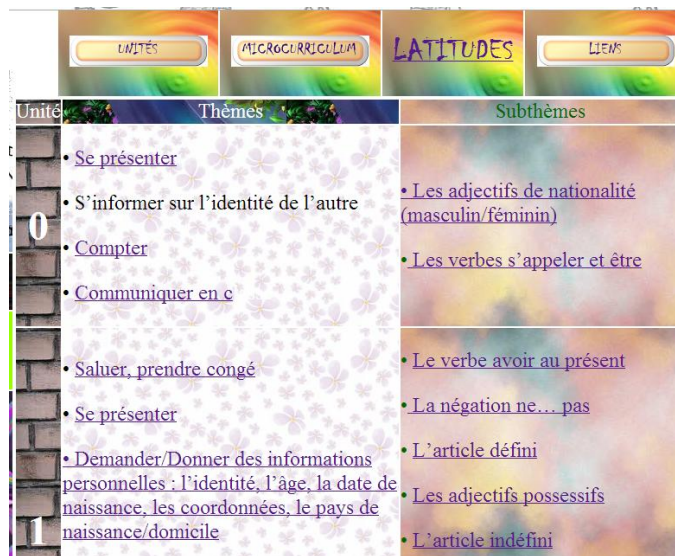 UNITÉS
MICROCURRICULUM
LATITUDES
LIENS
Unité
Thèmes
Subthèmes
0
• Se présenter
• S’informer sur l’identité de l’autre
• Compter
• Communiquer en c
• Les adjectifs de nationalité
(masculin/féminin)
• Les verbes s’appeler et être
1
• Saluer, prendre congé
• Se présenter
• Demander/Donner des informations
personnelles : l’identité, l’âge, la date de
naissance, les coordonnées, le pays de
naissance/domicile
• Le verbe avoir au présent
• La négation ne… pas
• L’article défini
• Les adjectifs possessifs
• L’article indéfini